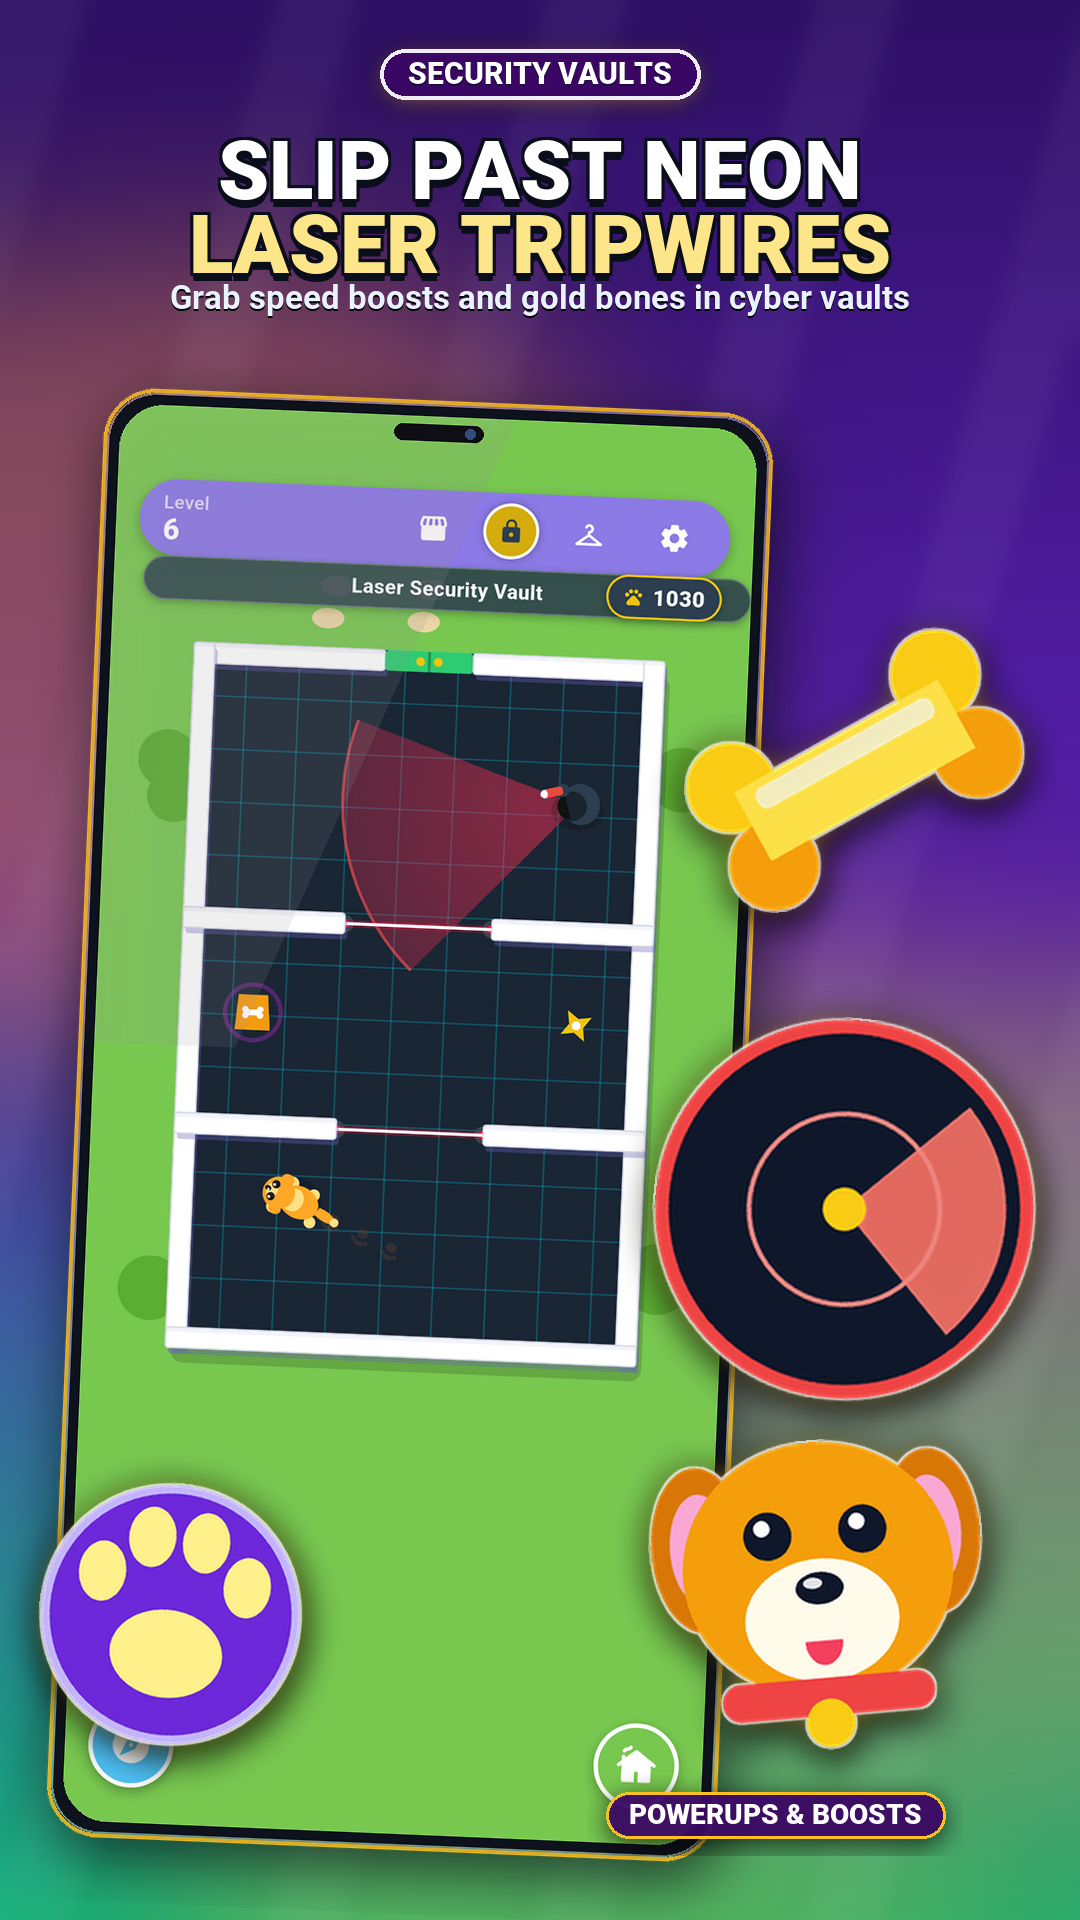 SECURITY VAULTS
SLIP PAST NEON
LASER TRIPWIRES
Grab speed boosts and gold bones in cyber vaults
Level
6
Laser Security Vault
1030
POWERUPS & BOOSTS